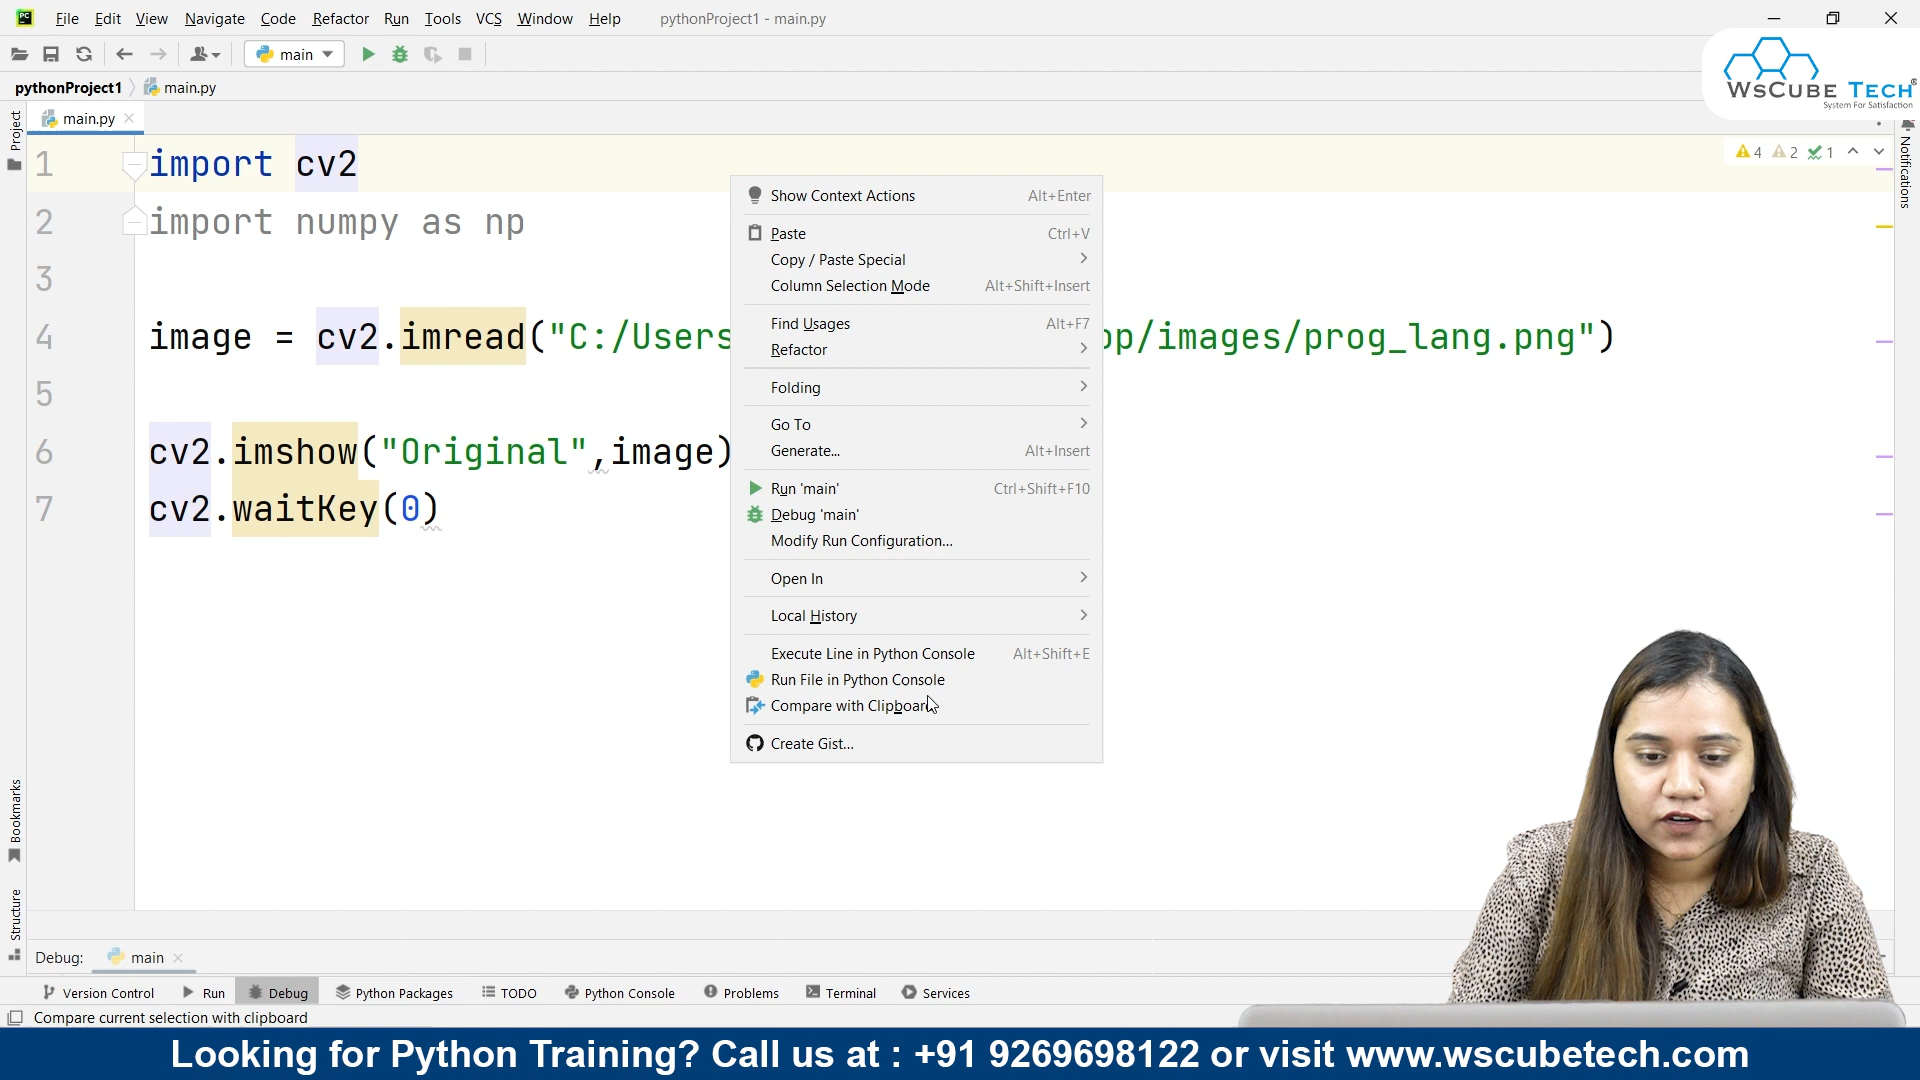 File Edit View Navigate Code Refactor Run Tools VCS Window Help pythonProject1 - main.py
main
WsCube Tech®
System For Satisfaction
pythonProject1 main.py
main.py
Project
Notifications
4 2 1
1 import cv2
2 import numpy as np
3
4 image = cv2.imread("C:/Users op/images/prog_lang.png")
5
6 cv2.imshow("Original",image)
7 cv2.waitKey(0)
Show Context Actions Alt+Enter
Paste Ctrl+V
Copy / Paste Special
Column Selection Mode Alt+Shift+Insert
Find Usages Alt+F7
Refactor
Folding
Go To
Generate... Alt+Insert
Run 'main' Ctrl+Shift+F10
Debug 'main'
Modify Run Configuration...
Open In
Local History
Execute Line in Python Console Alt+Shift+E
Run File in Python Console
Compare with Clipboard
Create Gist...
Bookmarks
Structure
Debug: main
Version Control Run Debug Python Packages TODO Python Console Problems Terminal Services
Compare current selection with clipboard
Looking for Python Training? Call us at : +91 9269698122 or visit www.wscubetech.com